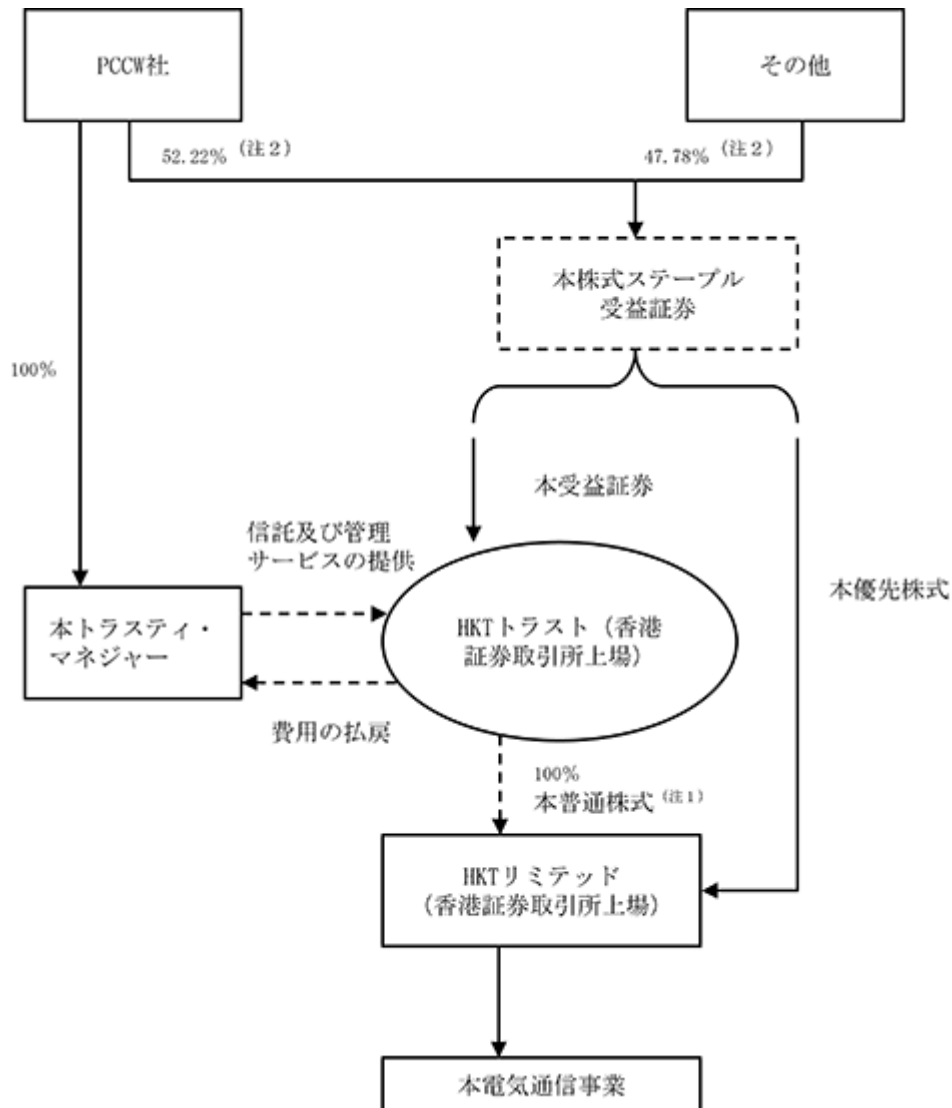 PCCW社
その他
52.22%(注2)
47.78%(注2)
本株式ステープル
受益証券
100%
本受益証券
信託及び管理
サービスの提供
本優先株式
本トラスティ・
マネジャー
HKTトラスト(香港
証券取引所上場)
費用の払戻
100%
本普通株式(注1)
HKTリミテッド
(香港証券取引所上場)
本電気通信事業